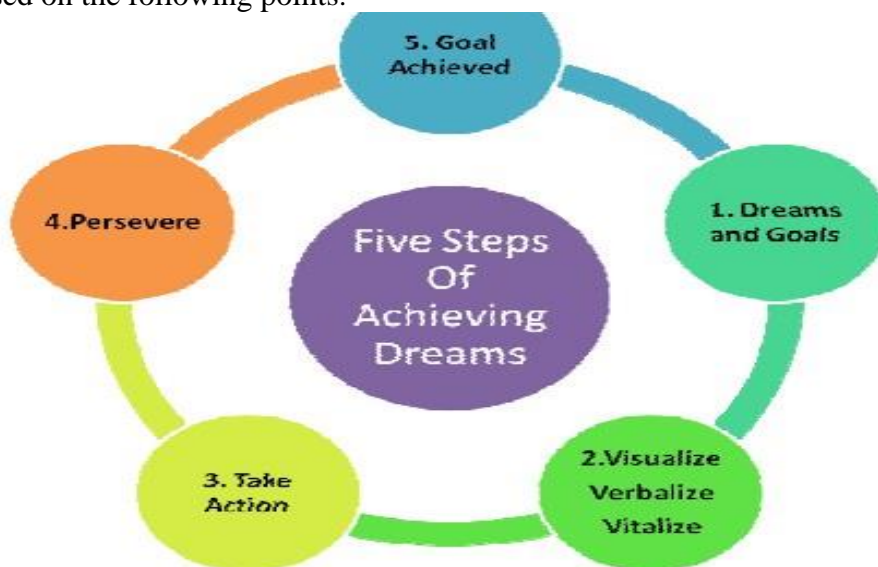 sed on the following points.
5. Goal
Achieved
1. Dreams
and Goals
2.Visualize
Verbalize
Vitalize
3. Take
Action
4.Persevere
Five Steps
Of
Achieving
Dreams